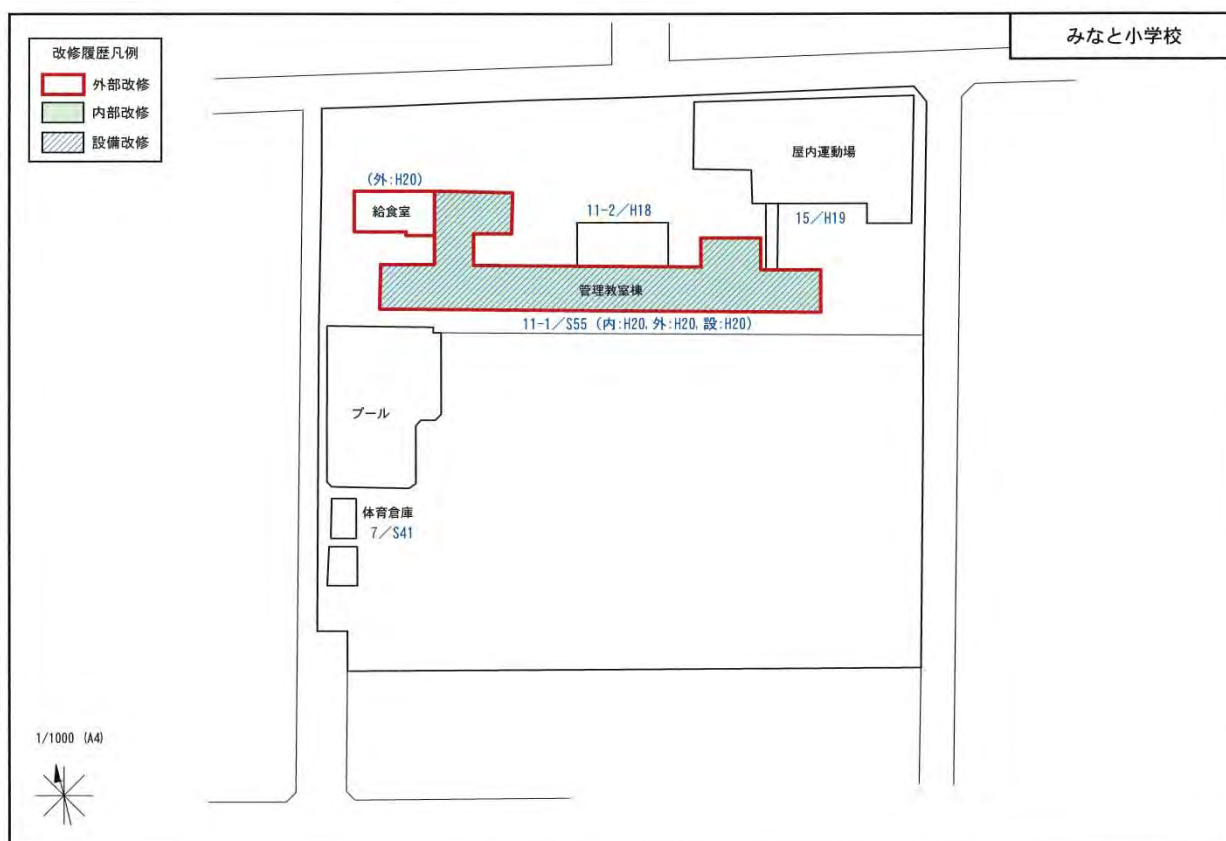 みなと小学校
改修履歴凡例
外部改修
内部改修
設備改修
屋内運動場
(外:H20)
給食室
11-2/H18
15/H19
管理教室棟
11-1/S55 (内:H20, 外:H20, 設:H20)
プール
体育倉庫
7/S41
1/1000 (A4)